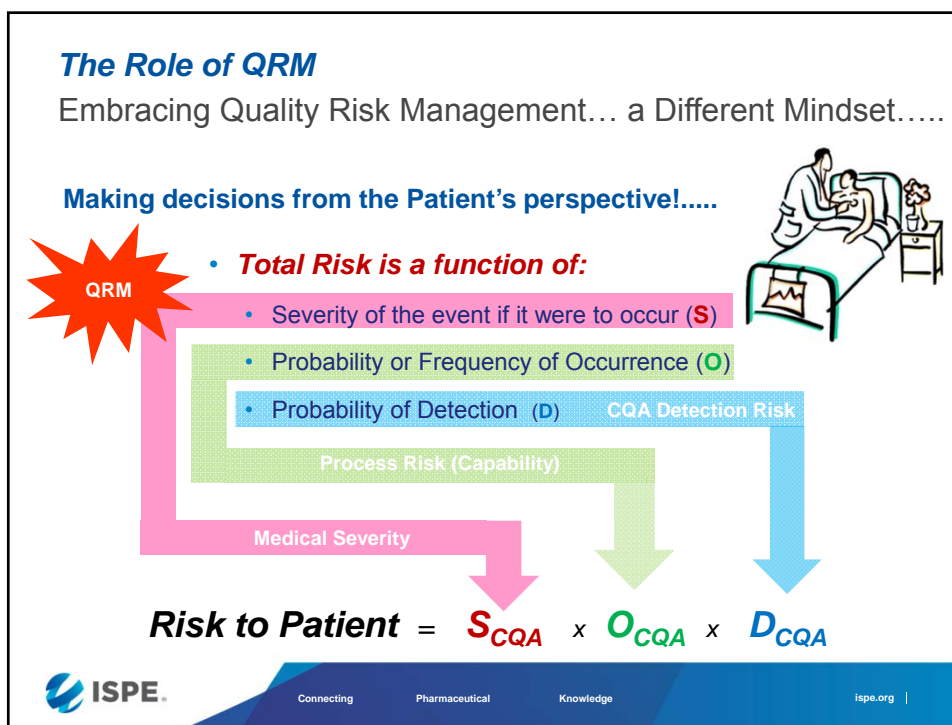 The Role of QRM
Embracing Quality Risk Management… a Different Mindset…..
Making decisions from the Patient's perspective!.....
QRM
• Total Risk is a function of:
• Severity of the event if it were to occur (S)
• Probability or Frequency of Occurrence (O)
• Probability of Detection (D) CQA Detection Risk
Process Risk (Capability)
Medical Severity
Risk to Patient = SCQA x OCQA x DCQA
ISPE.
Connecting Pharmaceutical Knowledge
ispe.org |